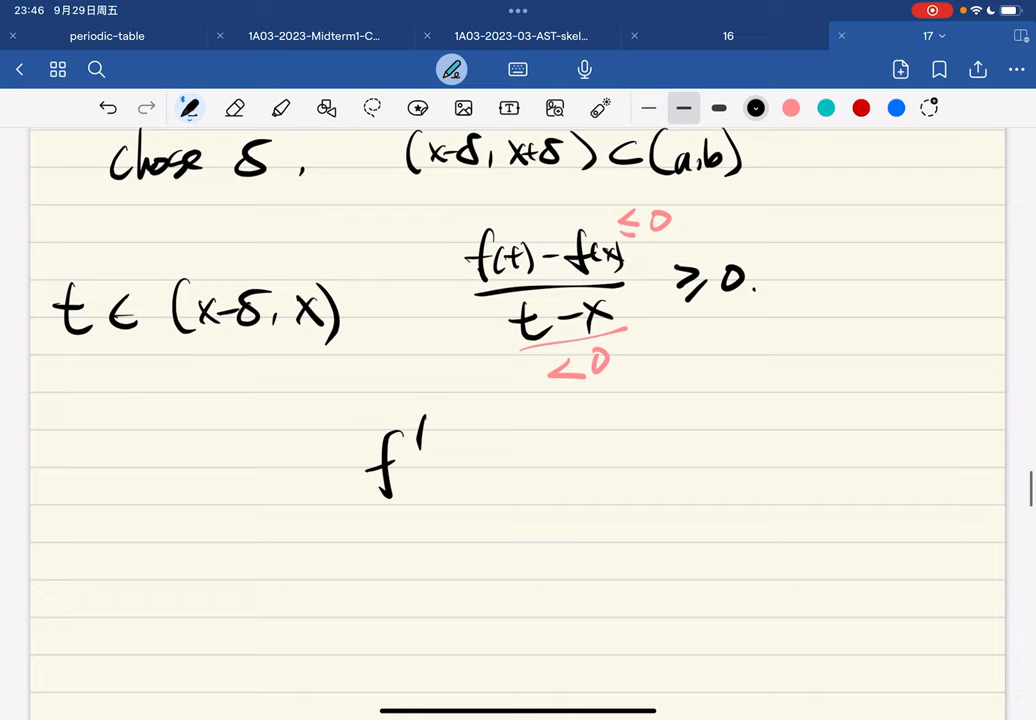 23:46 9月29日周五
periodic-table 1A03-2023-Midterm1-C... 1A03-2023-03-AST-skel... 16 17
chose δ, (x-δ, x+δ) ⊂ (a,b)
≤0
t ∈ (x-δ, x) f(t) - f(x) / t - x ≥ 0.
<0
f'